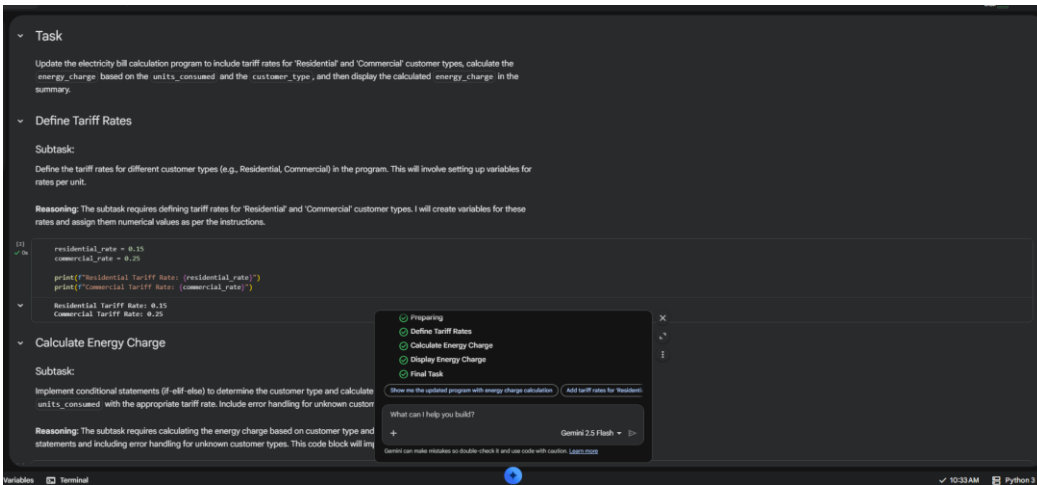 Task
Update the electricity bill calculation program to include tariff rates for 'Residential' and 'Commercial' customer types, calculate the
energy_charge based on the units_consumed and the customer_type, and then display the calculated energy_charge in the
summary.
Define Tariff Rates
Subtask:
Define the tariff rates for different customer types (e.g., Residential, Commercial) in the program. This will involve setting up variables for
rates per unit.
Reasoning: The subtask requires defining tariff rates for 'Residential' and 'Commercial' customer types. I will create variables for these
rates and assign them numerical values as per the instructions.
[2]
0s
residential_rate = 0.15
commercial_rate = 0.25
print(f"Residential Tariff Rate: {residential_rate}")
print(f"Commercial Tariff Rate: {commercial_rate}")
Residential Tariff Rate: 0.15
Commercial Tariff Rate: 0.25
Calculate Energy Charge
Subtask:
Implement conditional statements (if-elif-else) to determine the customer type and calculate
units_consumed with the appropriate tariff rate. Include error handling for unknown custom
Reasoning: The subtask requires calculating the energy charge based on customer type and
statements and including error handling for unknown customer types. This code block will imp
Preparing
Define Tariff Rates
Calculate Energy Charge
Display Energy Charge
Final Task
Show me the updated program with energy charge calculation
Add tariff rates for 'Residenti
What can I help you build?
+
Gemini 2.5 Flash
Gemini can make mistakes so double-check it and use code with caution. Learn more
Variables
Terminal
10:33 AM
Python 3